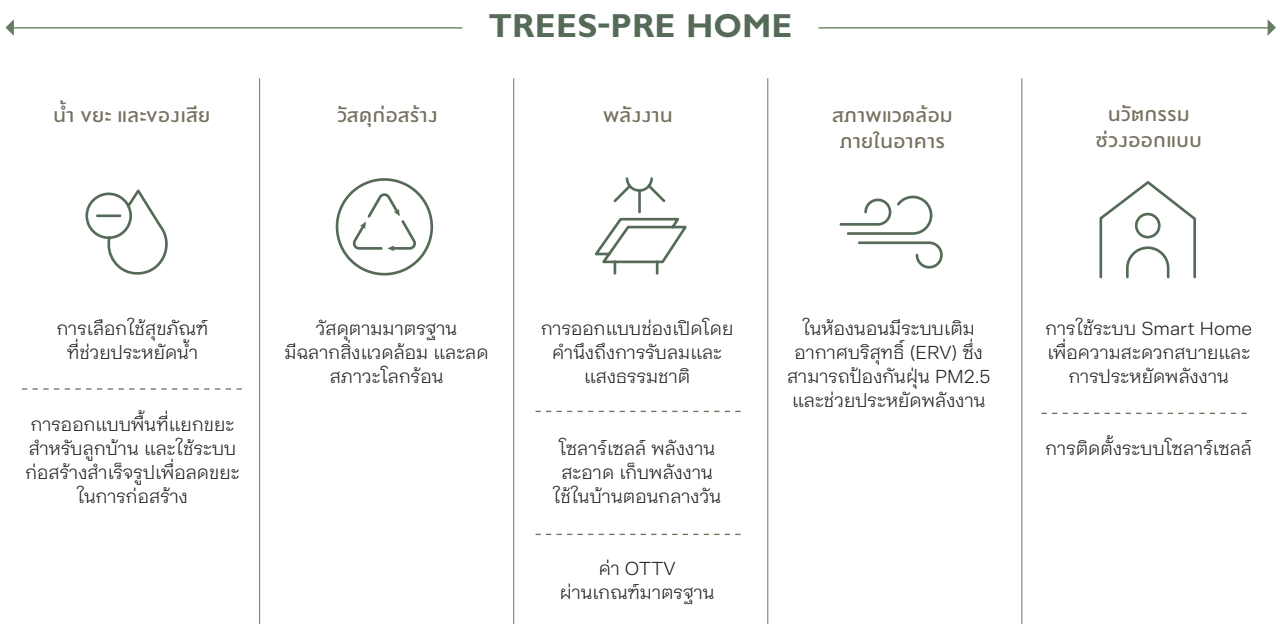 TREES-PRE HOME
น้ำ ขยะ และของเสีย
การเลือกใช้สุขภัณฑ์
ที่ช่วยประหยัดน้ำ
การออกแบบพื้นที่แยกขยะ
สำหรับลูกบ้าน และใช้ระบบ
ก่อสร้างสำเร็จรูปเพื่อลดขยะ
ในการก่อสร้าง
วัสดุก่อสร้าง
วัสดุตามมาตรฐาน
มีฉลากสิ่งแวดล้อม และลด
สภาวะโลกร้อน
พลังงาน
การออกแบบช่องเปิดโดย
คำนึงถึงการรับลมและ
แสงธรรมชาติ
โซลาร์เซลล์ พลังงาน
สะอาด เก็บพลังงาน
ใช้ในบ้านตอนกลางวัน
ค่า OTTV
ผ่านเกณฑ์มาตรฐาน
สภาพแวดล้อม
ภายในอาคาร
ในห้องนอนมีระบบเติม
อากาศบริสุทธิ์ (ERV) ซึ่ง
สามารถป้องกันฝุ่น PM2.5
และช่วยประหยัดพลังงาน
นวัตกรรม
ช่วงออกแบบ
การใช้ระบบ Smart Home
เพื่อความสะดวกสบายและ
การประหยัดพลังงาน
การติดตั้งระบบโซลาร์เซลล์